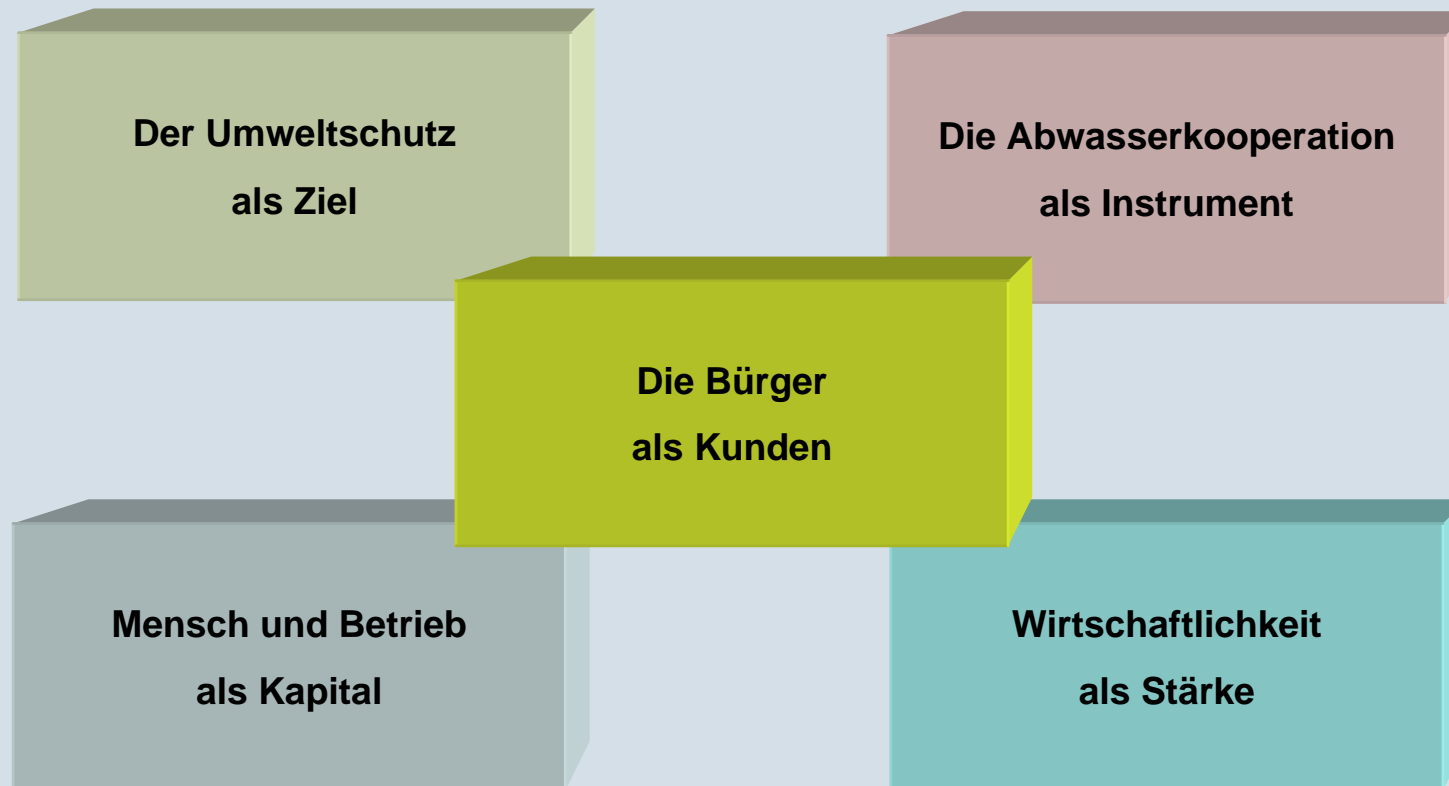 Der Umweltschutz
als Ziel
Die Abwasserkooperation
als Instrument
Die Bürger
als Kunden
Mensch und Betrieb
als Kapital
Wirtschaftlichkeit
als Stärke